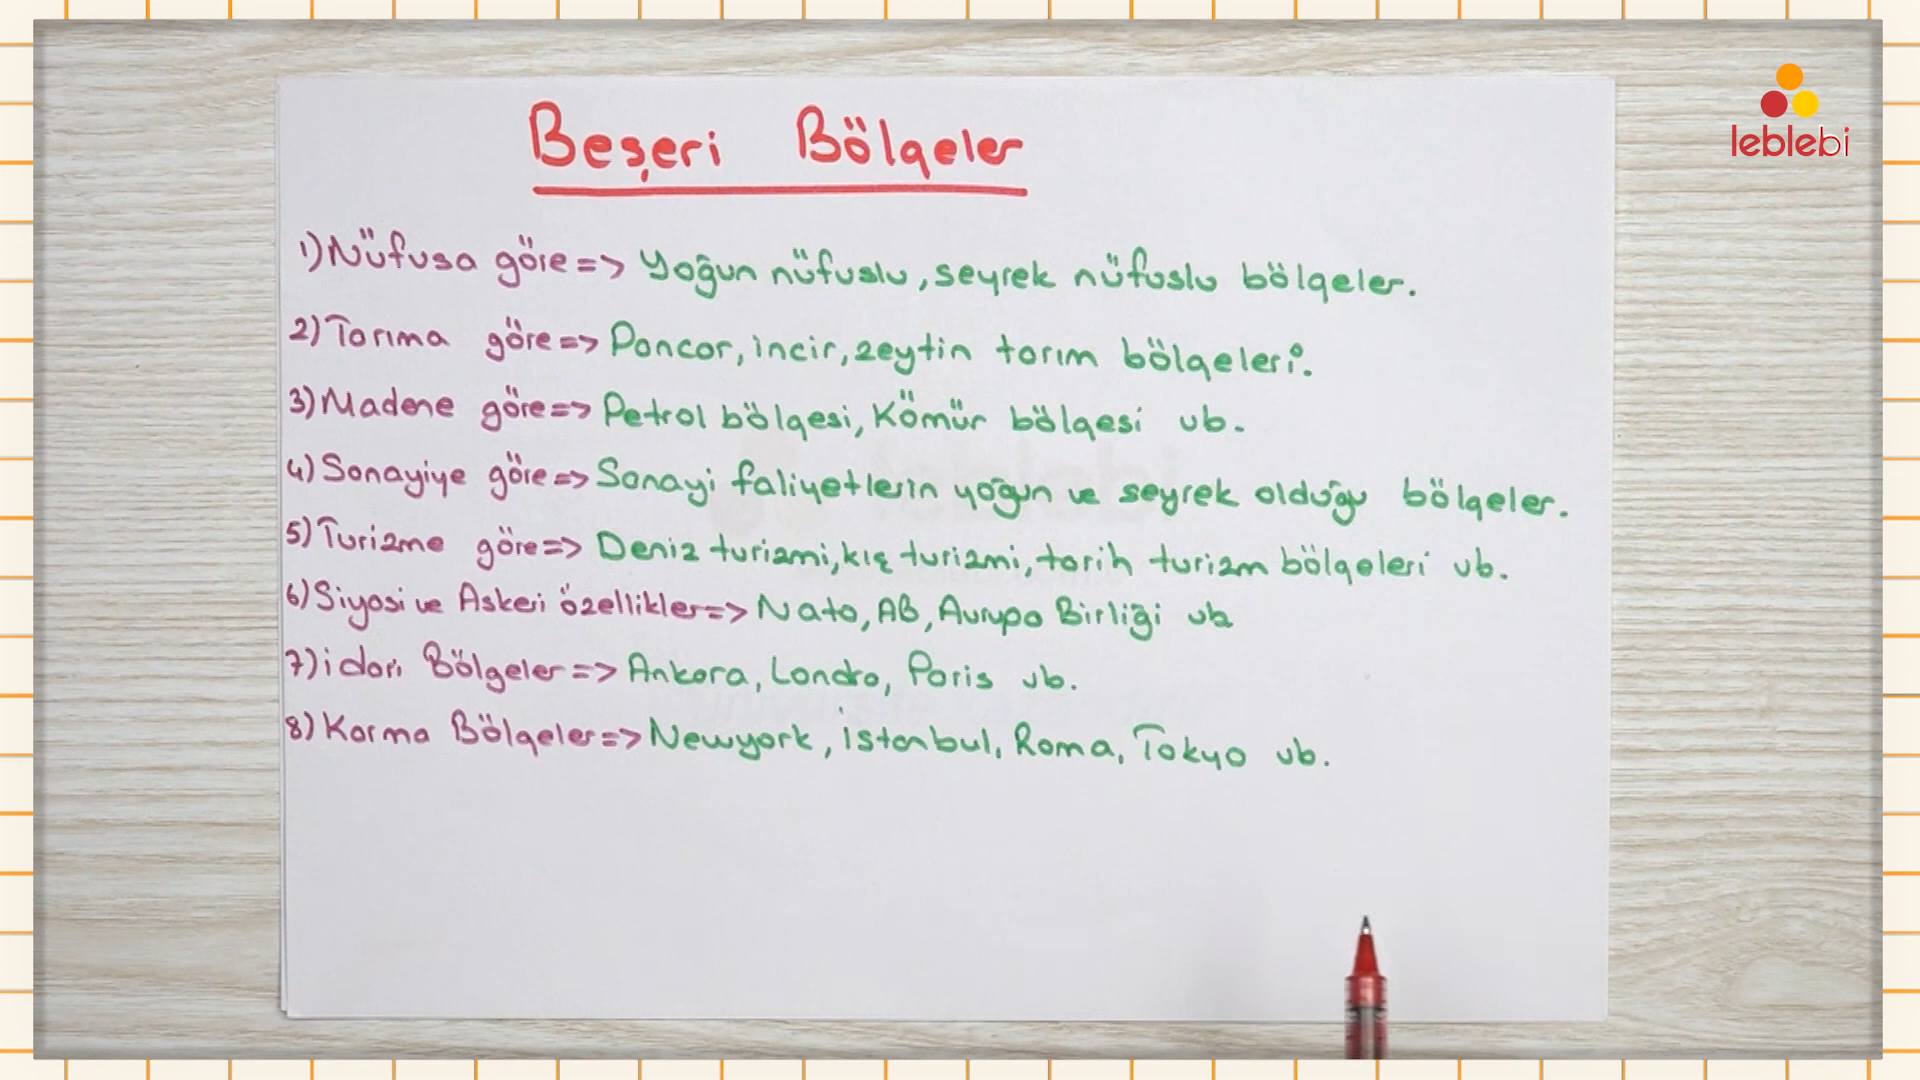 leblebi
Beşeri Bölgeler
1) Nüfusa göre => Yoğun nüfuslu, seyrek nüfuslu bölgeler.
2) Tarıma göre => Pancar, incir, zeytin tarım bölgeleri.
3) Madene göre => Petrol bölgesi, Kömür bölgesi vb.
4) Sanayiye göre => Sanayi faliyetlerin yoğun ve seyrek olduğu bölgeler.
5) Turizme göre => Deniz turizmi, kış turizmi, tarih turizm bölgeleri vb.
6) Siyasi ve Askeri özellikler => Nato, AB, Avrupa Birliği vb
7) idari Bölgeler => Ankara, Londra, Paris vb.
8) Karma Bölgeler => Newyork, İstanbul, Roma, Tokyo vb.